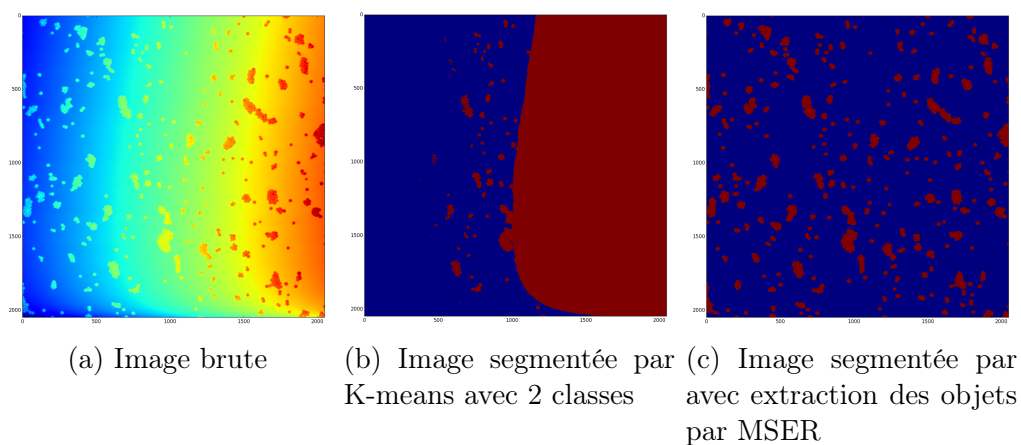 0
500
1000
1500
2000
0 500 1000 1500 2000
0
500
1000
1500
2000
0 500 1000 1500 2000
0
500
1000
1500
2000
0 500 1000 1500 2000
(a) Image brute
(b) Image segmentée par
K-means avec 2 classes
(c) Image segmentée par
avec extraction des objets
par MSER